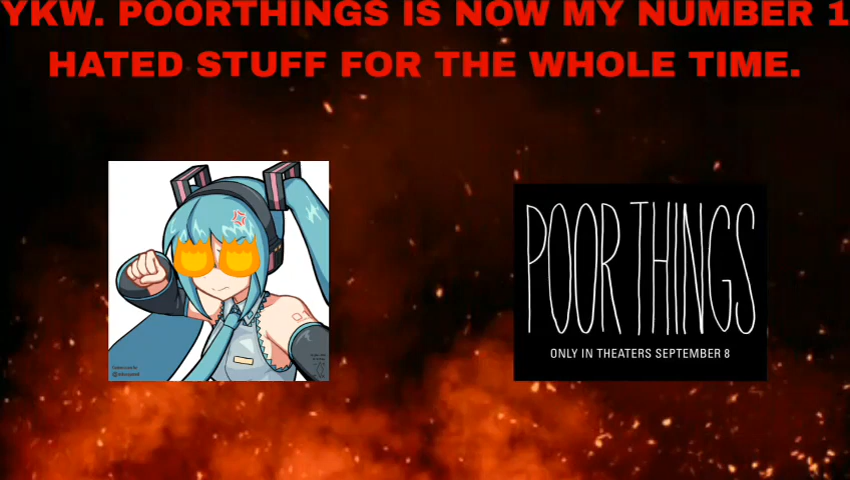 YKW. POORTHINGS IS NOW MY NUMBER 1
HATED STUFF FOR THE WHOLE TIME.
POOR THINGS
ONLY IN THEATERS SEPTEMBER 8